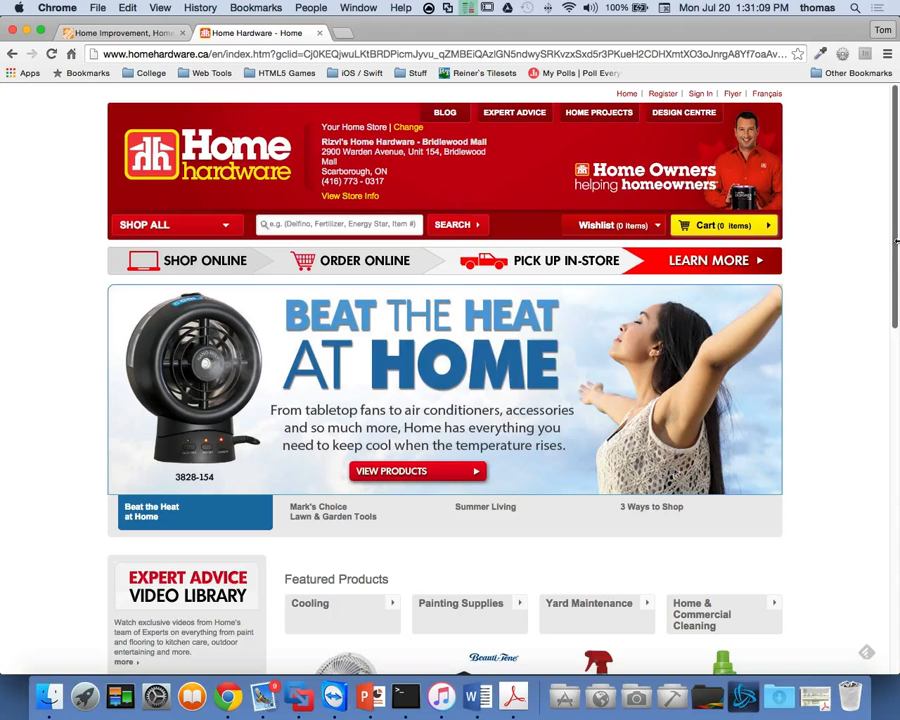 Chrome File Edit View History Bookmarks People Window Help 100% Mon Jul 20 1:31:09 PM thomas
Home Improvement, Home Home Hardware - Home Tom
www.homehardware.ca/en/index.htm?gclid=Cj0KEQjwuLKtBRDPicmJyvu_qZMBEiQAzlGN5ndwySRKvzxSxd5r3PKueH2CDHXmtXO3oJnrgA8Yf7oaAv...
Apps Bookmarks College Web Tools HTML5 Games iOS / Swift Stuff Reiner's Tilesets My Polls | Poll Every Other Bookmarks
Home | Register | Sign In | Flyer | Français
BLOG EXPERT ADVICE HOME PROJECTS DESIGN CENTRE
Your Home Store | Change
Home hardware
Rizvi's Home Hardware - Bridlewood Mall
2900 Warden Avenue, Unit 154, Bridlewood
Mall
Scarborough, ON
(416) 773 - 0317
View Store Info
Home Owners
helping homeowners
SHOP ALL e.g. (Delfino, Fertilizer, Energy Star, Item #) SEARCH Wishlist (0 items) Cart (0 items)
SHOP ONLINE ORDER ONLINE PICK UP IN-STORE LEARN MORE
BEAT THE HEAT
AT HOME
From tabletop fans to air conditioners, accessories
and so much more, Home has everything you
need to keep cool when the temperature rises.
VIEW PRODUCTS
3828-154
Beat the Heat
at Home
Mark's Choice
Lawn & Garden Tools
Summer Living
3 Ways to Shop
EXPERT ADVICE
VIDEO LIBRARY
Watch exclusive videos from Home's
team of Experts on everything from paint
and flooring to kitchen care, outdoor
entertaining and more.
more
Featured Products
Cooling
Painting Supplies
Yard Maintenance
Home &
Commercial
Cleaning
Beauti-Tone